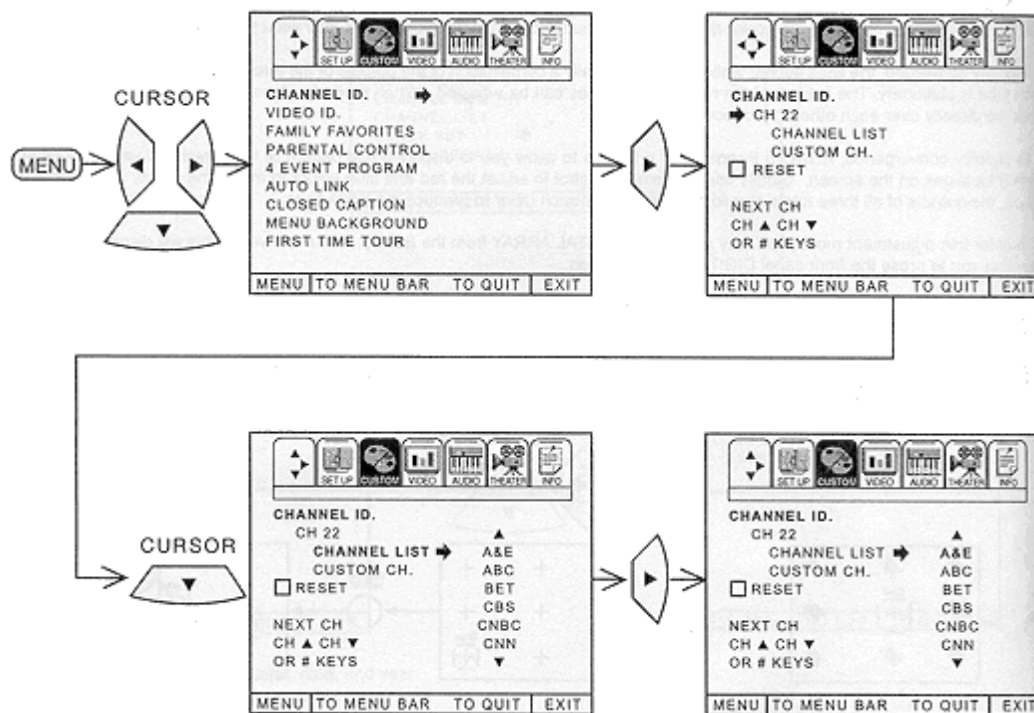 CURSOR
MENU
SET UP CUSTOM VIDEO AUDIO THEATER INFO
CHANNEL ID.
VIDEO ID.
FAMILY FAVORITES
PARENTAL CONTROL
4 EVENT PROGRAM
AUTO LINK
CLOSED CAPTION
MENU BACKGROUND
FIRST TIME TOUR
MENU TO MENU BAR TO QUIT EXIT
SET UP CUSTOM VIDEO AUDIO THEATER INFO
CHANNEL ID.
CH 22
CHANNEL LIST
CUSTOM CH.
RESET
NEXT CH
CH ▲ CH ▼
OR # KEYS
MENU TO MENU BAR TO QUIT EXIT
CURSOR
SET UP CUSTOM VIDEO AUDIO THEATER INFO
CHANNEL ID.
CH 22
CHANNEL LIST A&E
CUSTOM CH. ABC
RESET BET
CBS
NEXT CH CNBC
CH ▲ CH ▼ CNN
OR # KEYS
MENU TO MENU BAR TO QUIT EXIT
SET UP CUSTOM VIDEO AUDIO THEATER INFO
CHANNEL ID.
CH 22
CHANNEL LIST A&E
CUSTOM CH. ABC
RESET BET
CBS
NEXT CH CNBC
CH ▲ CH ▼ CNN
OR # KEYS
MENU TO MENU BAR TO QUIT EXIT